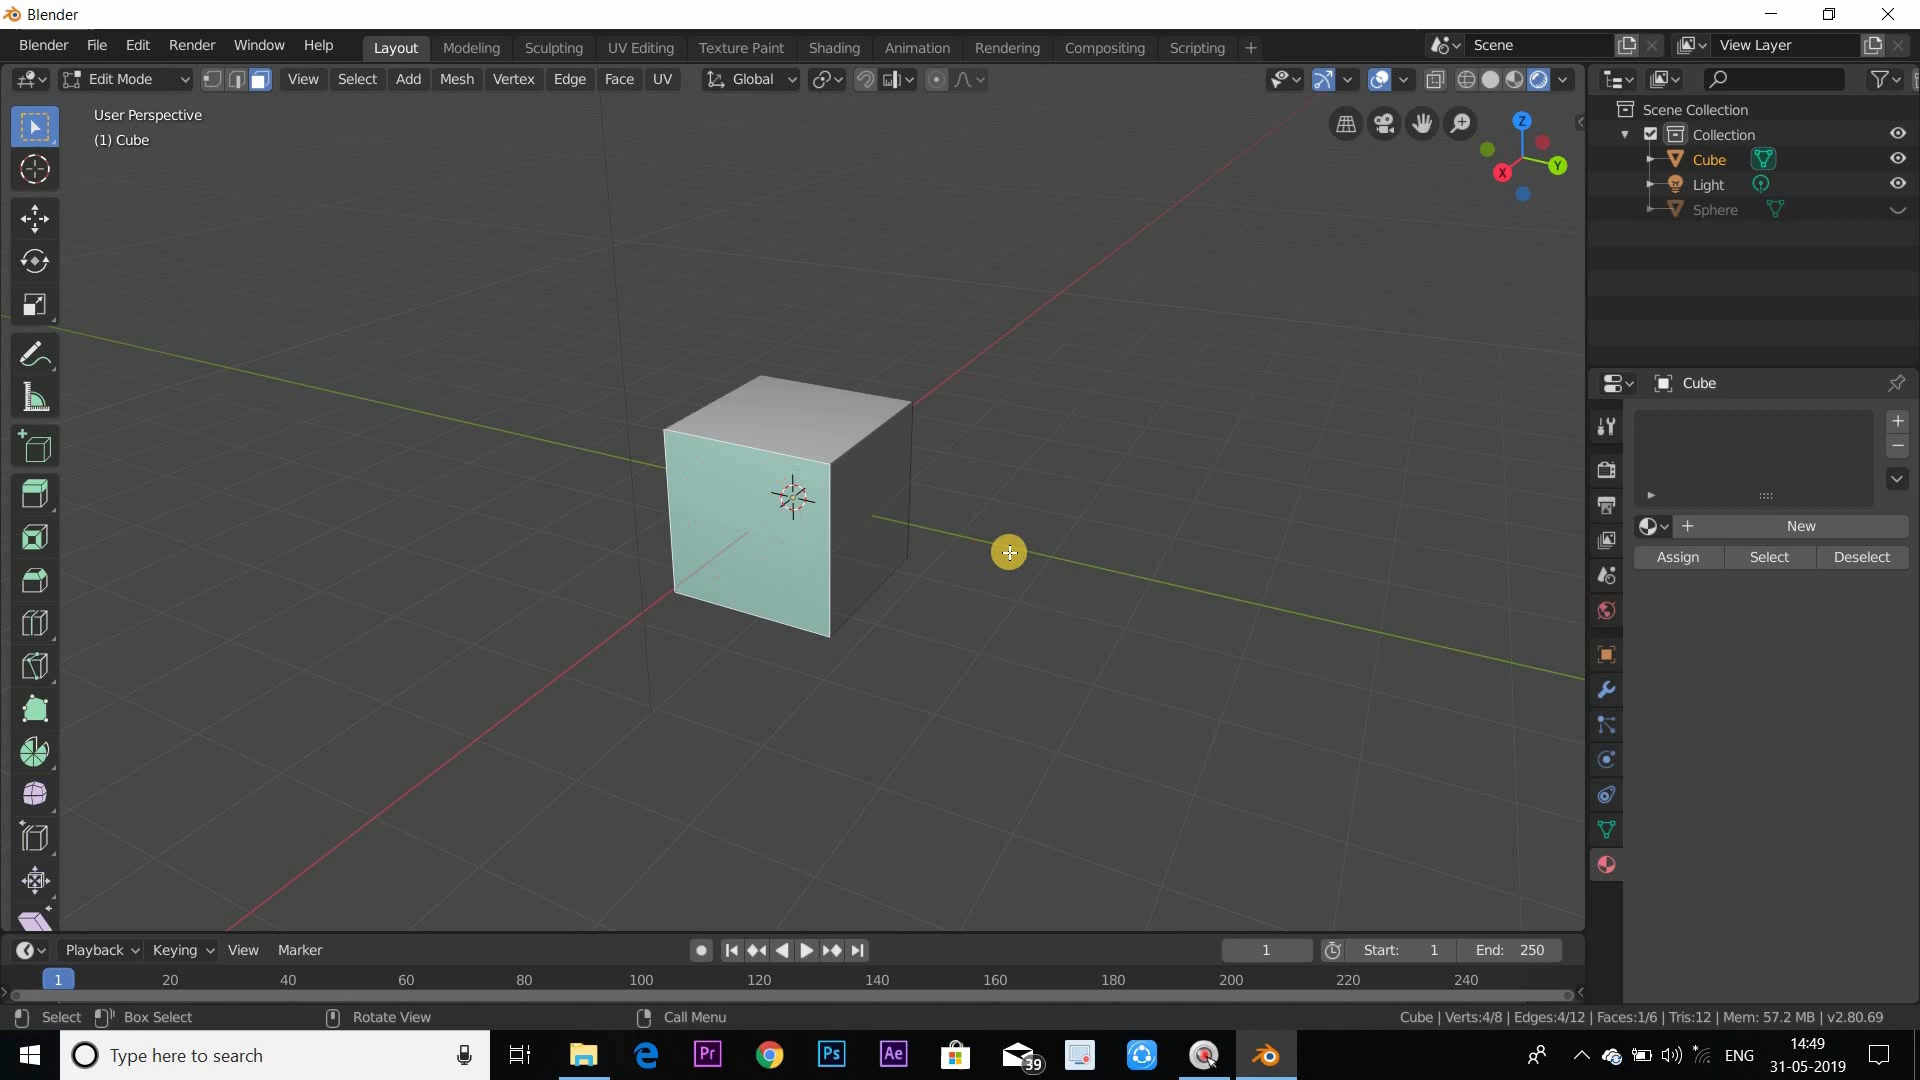 Blender
Blender File Edit Render Window Help Layout Modeling Sculpting UV Editing Texture Paint Shading Animation Rendering Compositing Scripting + Scene View Layer
Edit Mode View Select Add Mesh Vertex Edge Face UV Global
User Perspective
(1) Cube
Z
Y
X
Scene Collection
Collection
Cube
Light
Sphere
Cube
New
Assign Select Deselect
Playback Keying View Marker 1 Start: 1 End: 250
1 20 40 60 80 100 120 140 160 180 200 220 240
Select Box Select Rotate View Call Menu Cube | Verts:4/8 | Edges:4/12 | Faces:1/6 | Tris:12 | Mem: 57.2 MB | v2.80.69
Type here to search Pr Ps Ae 39 ENG
14:49
31-05-2019